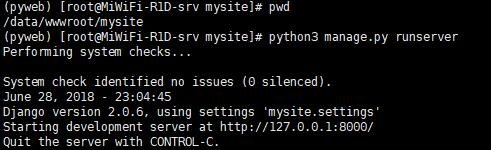 (pyweb) [root@MiWiFi-R1D-srv mysite]# pwd
/data/wwwroot/mysite
(pyweb) [root@MiWiFi-R1D-srv mysite]# python3 manage.py runserver
Performing system checks...
System check identified no issues (0 silenced).
June 28, 2018 - 23:04:45
Django version 2.0.6, using settings 'mysite.settings'
Starting development server at http://127.0.0.1:8000/
Quit the server with CONTROL-C.